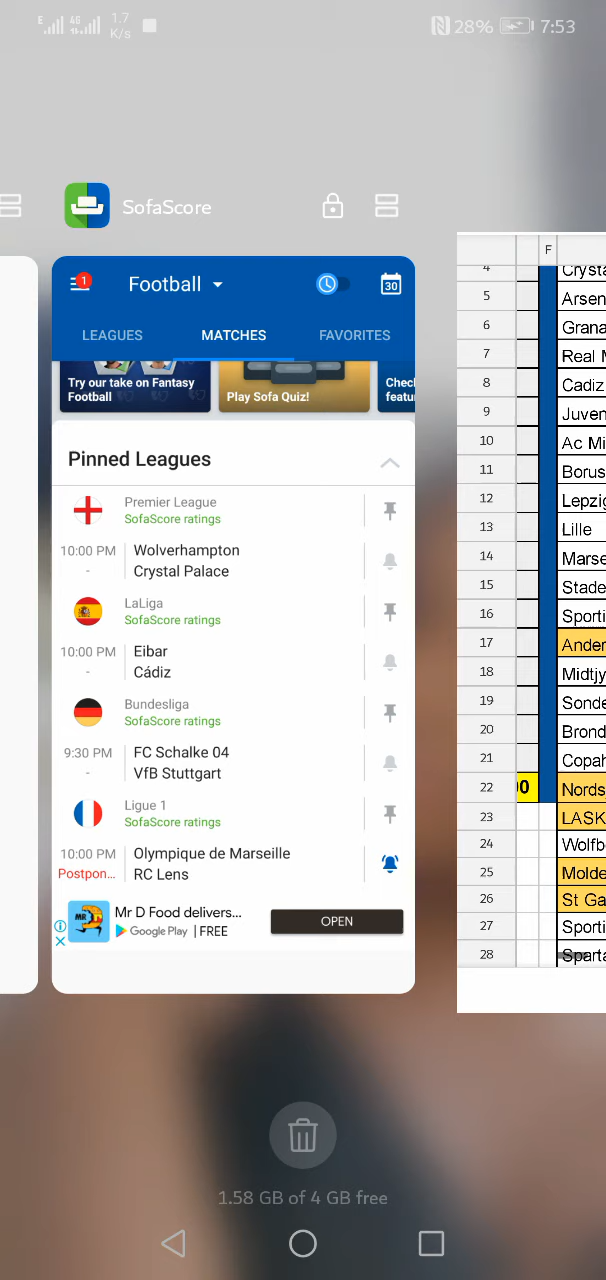 E 4G 1.7 K/s N 28% 7:53
SofaScore
1
Football
30
LEAGUES MATCHES FAVORITES
Try our take on Fantasy Football
Play Sofa Quiz!
Pinned Leagues
Premier League
SofaScore ratings
10:00 PM Wolverhampton
- Crystal Palace
LaLiga
SofaScore ratings
10:00 PM Eibar
- Cádiz
Bundesliga
SofaScore ratings
9:30 PM FC Schalke 04
- VfB Stuttgart
Ligue 1
SofaScore ratings
10:00 PM Olympique de Marseille
Postpon... RC Lens
Mr D Food delivers...
Google Play | FREE
OPEN
F
4 Crysta
5 Arsen
6 Grana
7 Real M
8 Cadiz
9 Juven
10 Ac Mi
11 Borus
12 Lepzig
13 Lille
14 Marse
15 Stade
16 Sporti
17 Ander
18 Midtjy
19 Sonde
20 Brond
21 Copah
22 Nords
23 LASK
24 Wolfb
25 Molde
26 St Ga
27 Sporti
28 Sparta
1.58 GB of 4 GB free